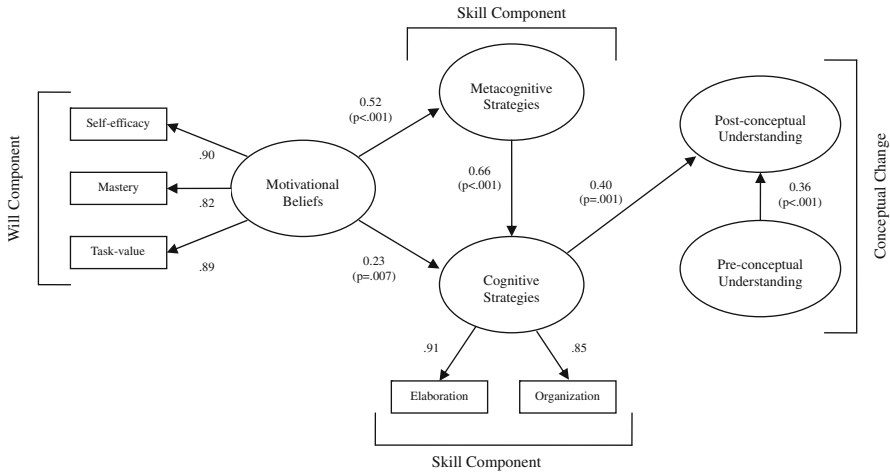 Skill Component
Metacognitive
Strategies
0.52
(p<.001)
Post-conceptual
Understanding
Self-efficacy
.90
Will Component
Mastery
.82
Motivational
Beliefs
0.66
(p<.001)
0.40
(p=.001)
0.36
(p<.001)
Conceptual Change
Task-value
.89
0.23
(p=.007)
Cognitive
Strategies
Pre-conceptual
Understanding
.91
.85
Elaboration
Organization
Skill Component